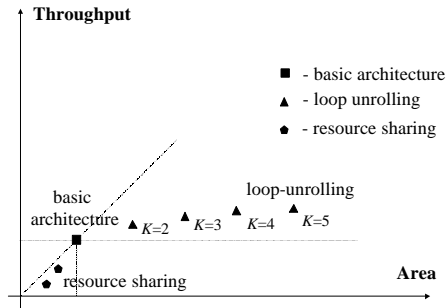 Throughput
- basic architecture
- loop unrolling
- resource sharing
basic
architecture
loop-unrolling
K=2
K=3
K=4
K=5
resource sharing
Area